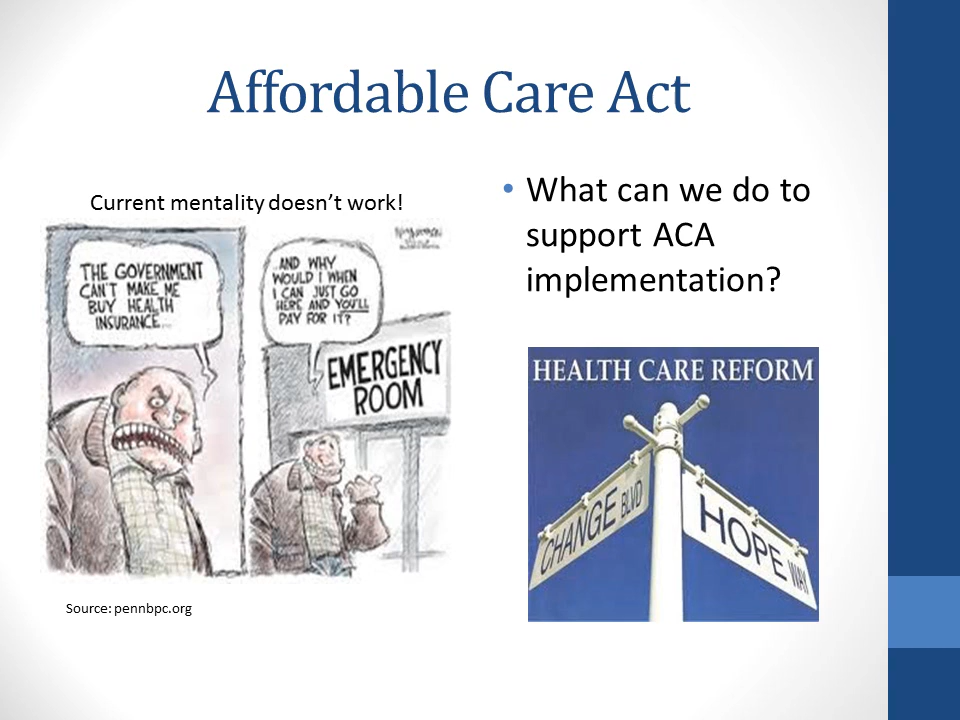 Affordable Care Act
Current mentality doesn't work!
THE GOVERNMENT
CAN'T MAKE ME
BUY HEALTH
INSURANCE...
AND WHY
WOULD I WHEN
I CAN JUST GO
HERE AND YOU'LL
PAY FOR IT?
EMERGENCY
ROOM
Source: pennbpc.org
• What can we do to
support ACA
implementation?
HEALTH CARE REFORM
CHANGE BLVD
HOPE WAY